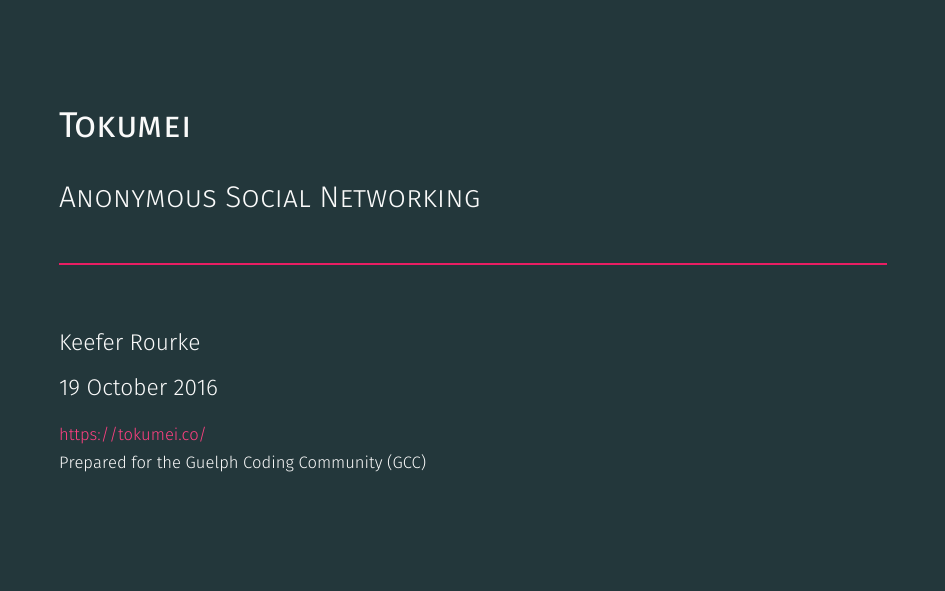 Tokumei
Anonymous Social Networking
Keefer Rourke
19 October 2016
https://tokumei.co/
Prepared for the Guelph Coding Community (GCC)